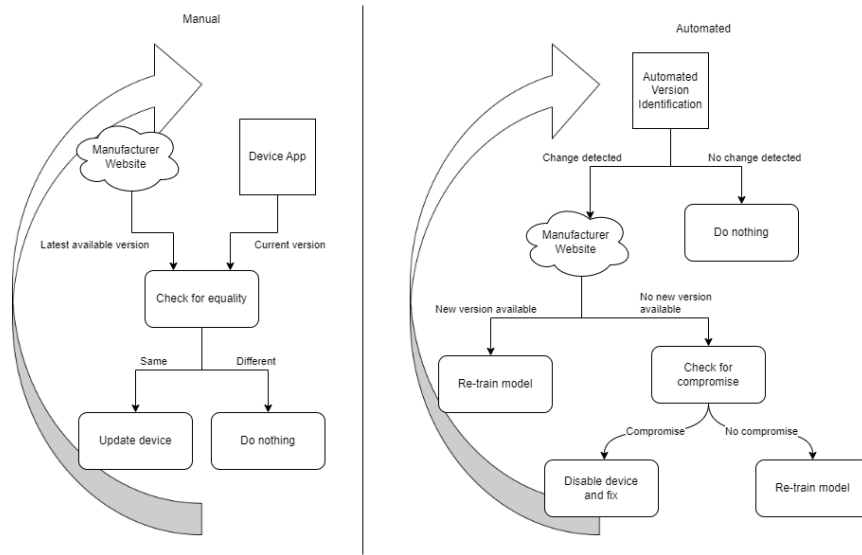 Manual
Manufacturer
Website
Device App
Latest available version
Current version
Check for equality
Same
Different
Update device
Do nothing
Automated
Automated
Version
Identification
Change detected
No change detected
Manufacturer
Website
Do nothing
New version available
No new version
available
Re-train model
Check for
compromise
Compromise
No compromise
Disable device
and fix
Re-train model